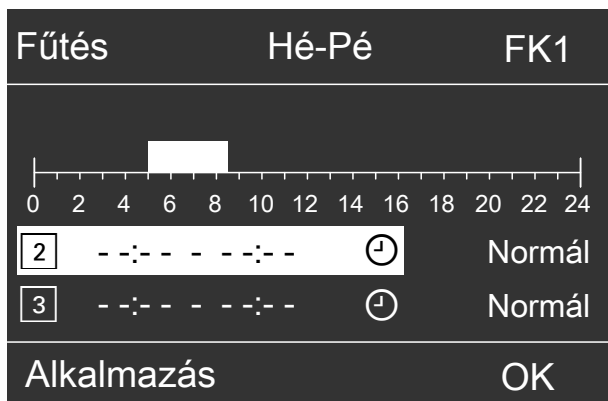 Fűtés Hé-Pé FK1
0 2 4 6 8 10 12 14 16 18 20 22 24
2 - -:- - - - -:- - Normál
3 - -:- - - - -:- - Normál
Alkalmazás OK